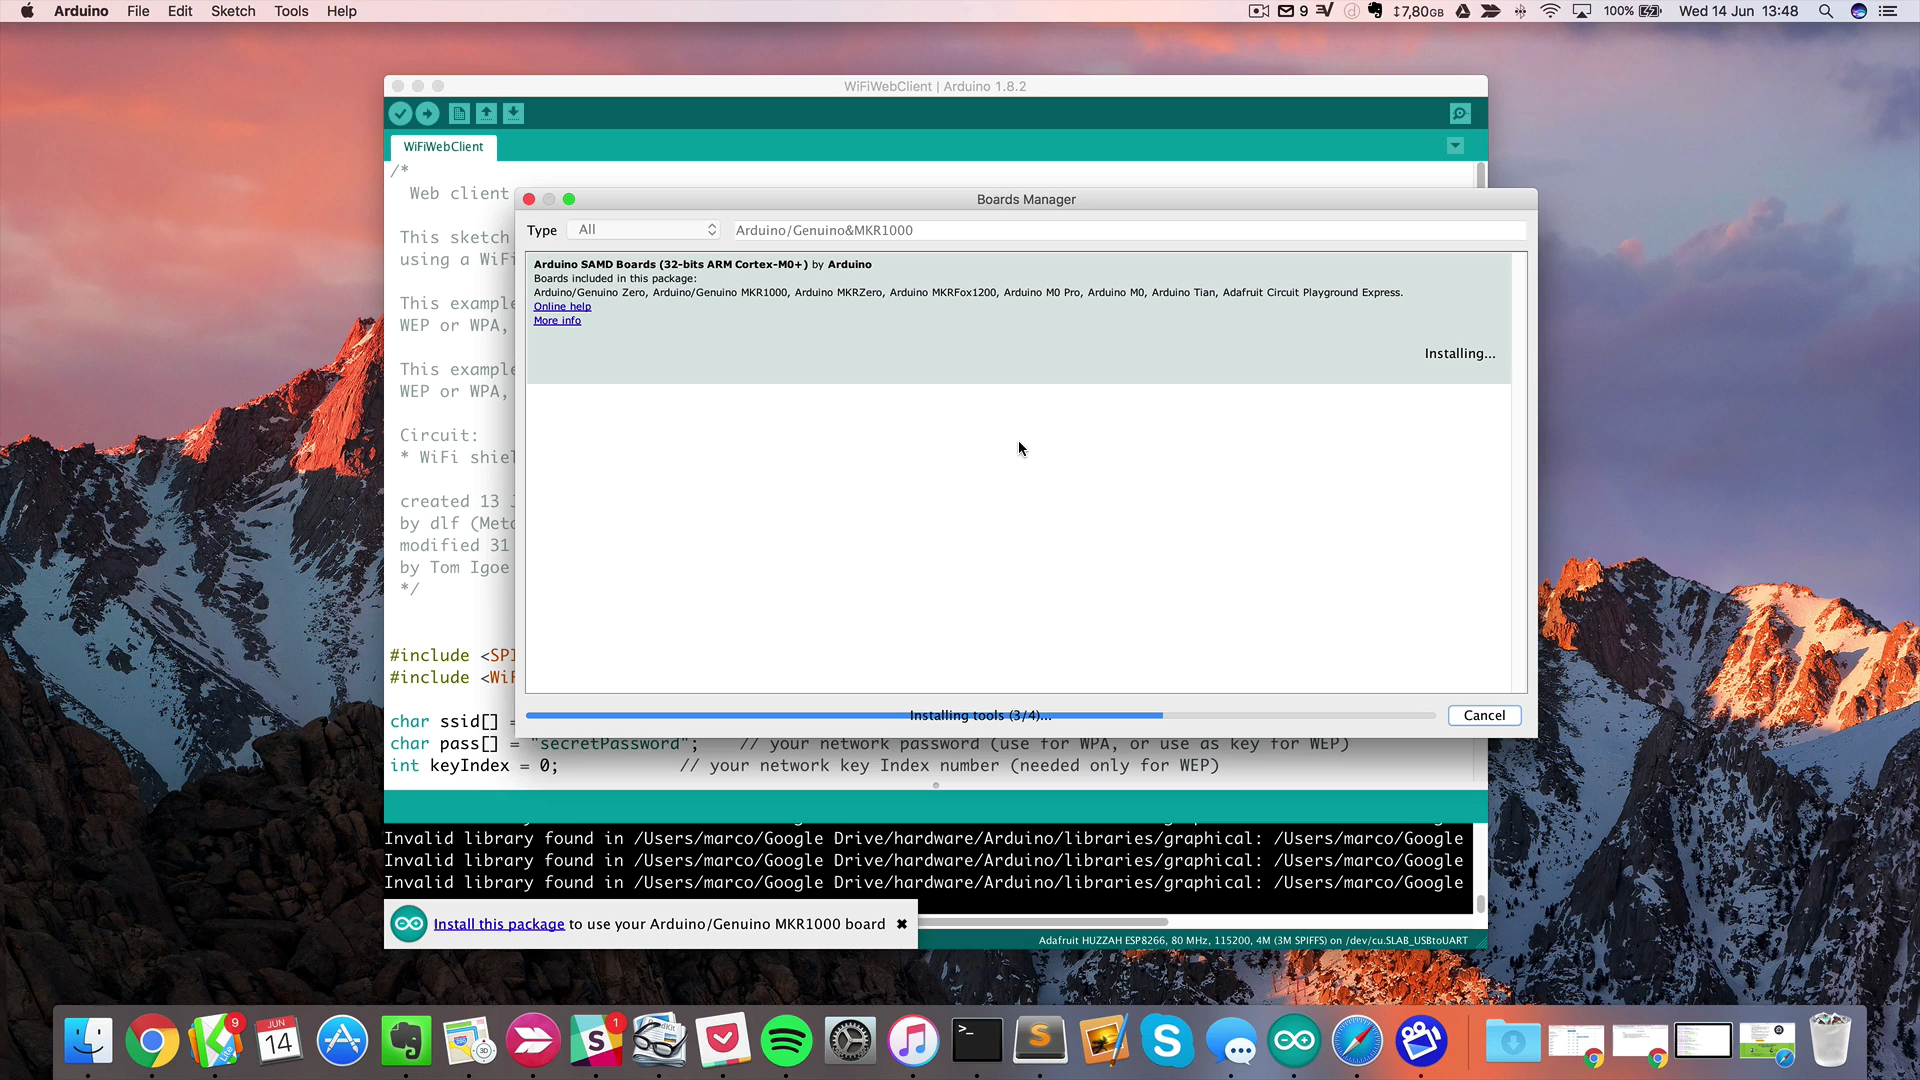 Arduino File Edit Sketch Tools Help
9 7,80GB 100% Wed 14 Jun 13:48
WiFiWebClient | Arduino 1.8.2
WiFiWebClient
/*
Web client
This sketch
using a WiFi
This example
WEP or WPA,
This example
WEP or WPA,
Circuit:
* WiFi shiel
created 13 J
by dlf (Metc
modified 31
by Tom Igoe
*/
#include <SPI
#include <WiF
char ssid[] =
char pass[] = "secretPassword"; // your network password (use for WPA, or use as key for WEP)
int keyIndex = 0; // your network key Index number (needed only for WEP)
Boards Manager
Type All Arduino/Genuino&MKR1000
Arduino SAMD Boards (32-bits ARM Cortex-M0+) by Arduino
Boards included in this package:
Arduino/Genuino Zero, Arduino/Genuino MKR1000, Arduino MKRZero, Arduino MKRFox1200, Arduino M0 Pro, Arduino M0, Arduino Tian, Adafruit Circuit Playground Express.
Online help
More info
Installing...
Installing tools (3/4)...
Cancel
Invalid library found in /Users/marco/Google Drive/hardware/Arduino/libraries/graphical: /Users/marco/Google
Invalid library found in /Users/marco/Google Drive/hardware/Arduino/libraries/graphical: /Users/marco/Google
Invalid library found in /Users/marco/Google Drive/hardware/Arduino/libraries/graphical: /Users/marco/Google
Install this package to use your Arduino/Genuino MKR1000 board
Adafruit HUZZAH ESP8266, 80 MHz, 115200, 4M (3M SPIFFS) on /dev/cu.SLAB_USBtoUART
9
JUN
14
3D
1